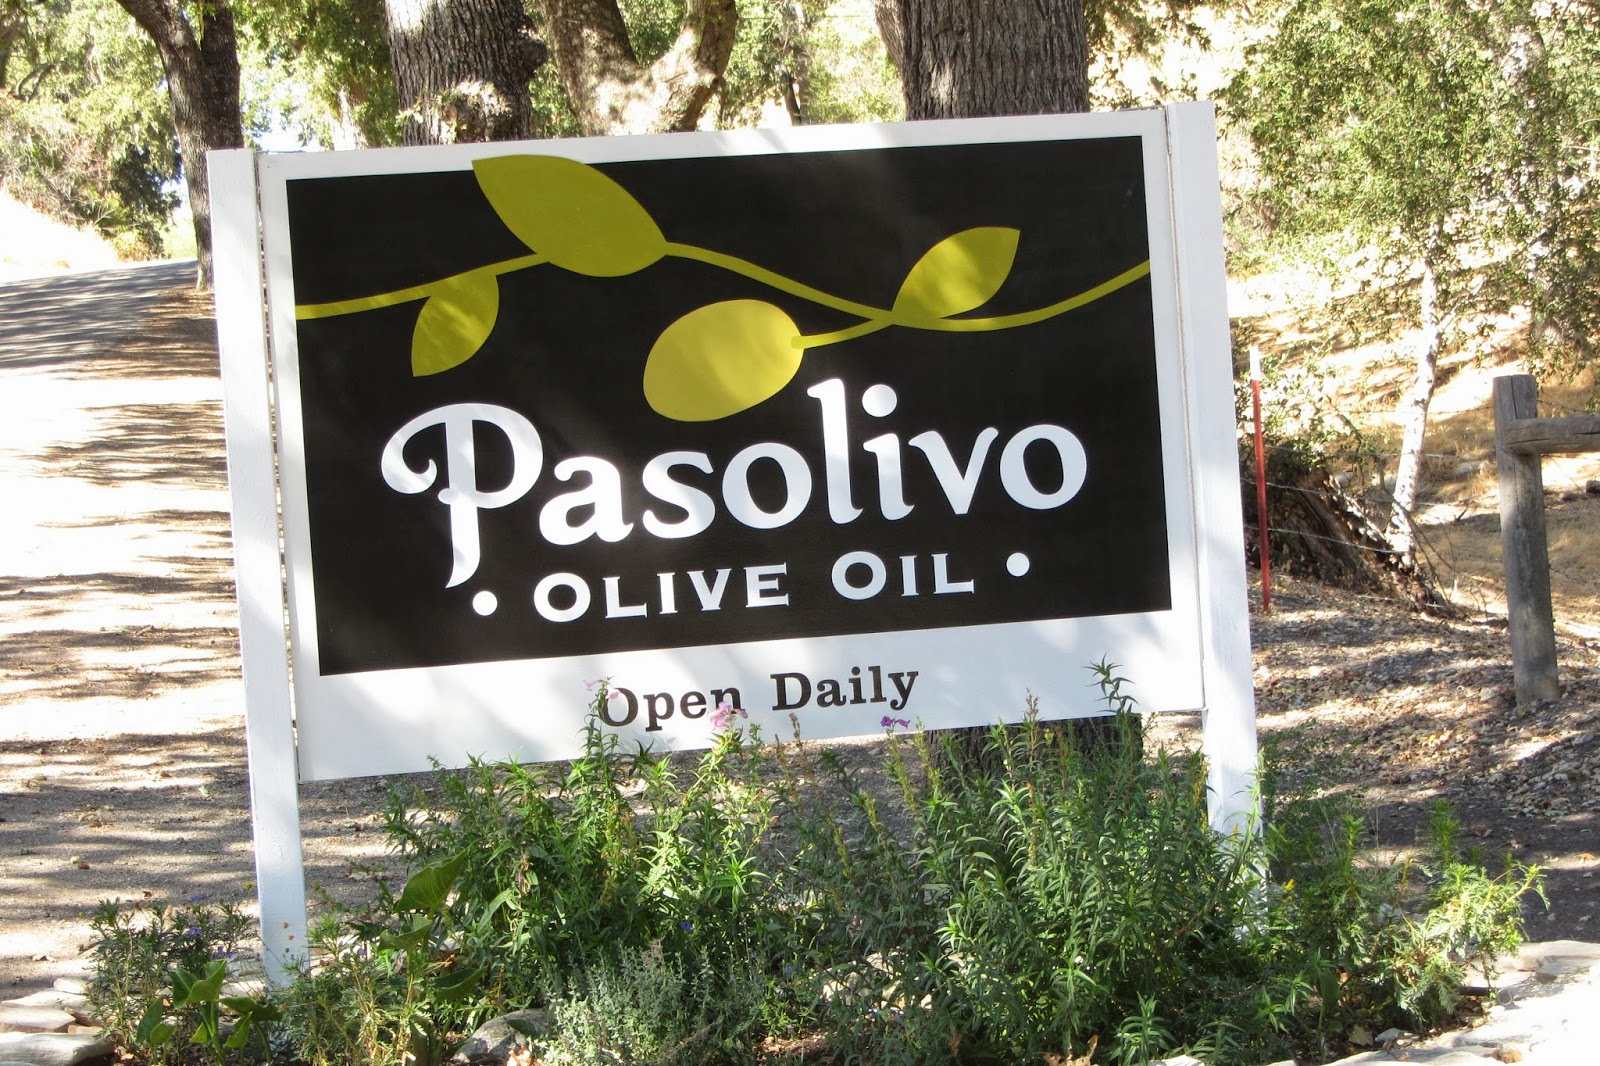 Pasolivo
• OLIVE OIL •
Open Daily